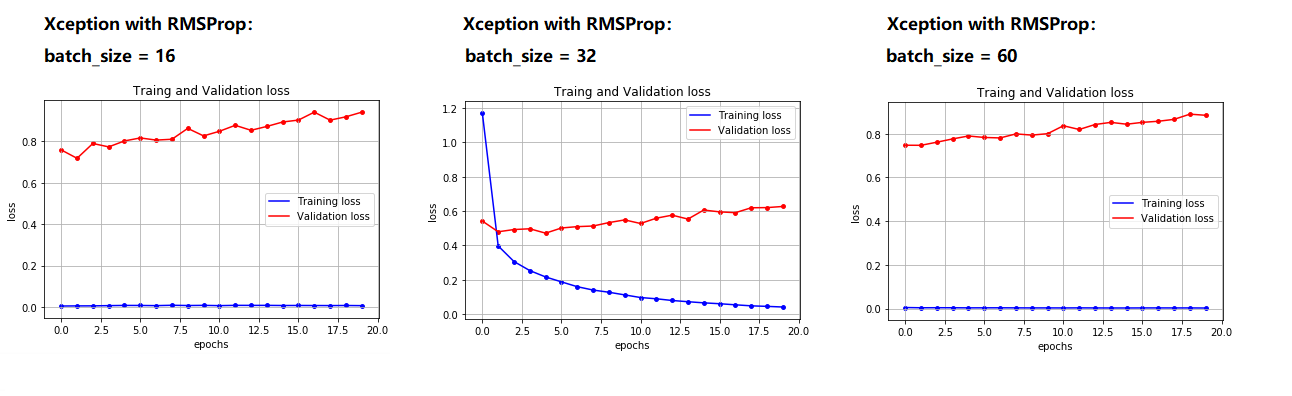 Xception with RMSProp:
batch_size = 16
Traing and Validation loss
loss
0.8
0.6
0.4
0.2
0.0
Training loss
Validation loss
0.0 2.5 5.0 7.5 10.0 12.5 15.0 17.5 20.0
epochs
Xception with RMSProp:
batch_size = 32
Traing and Validation loss
loss
1.2
1.0
0.8
0.6
0.4
0.2
0.0
Training loss
Validation loss
0.0 2.5 5.0 7.5 10.0 12.5 15.0 17.5 20.0
epochs
Xception with RMSProp:
batch_size = 60
Traing and Validation loss
loss
0.8
0.6
0.4
0.2
0.0
Training loss
Validation loss
0.0 2.5 5.0 7.5 10.0 12.5 15.0 17.5 20.0
epochs